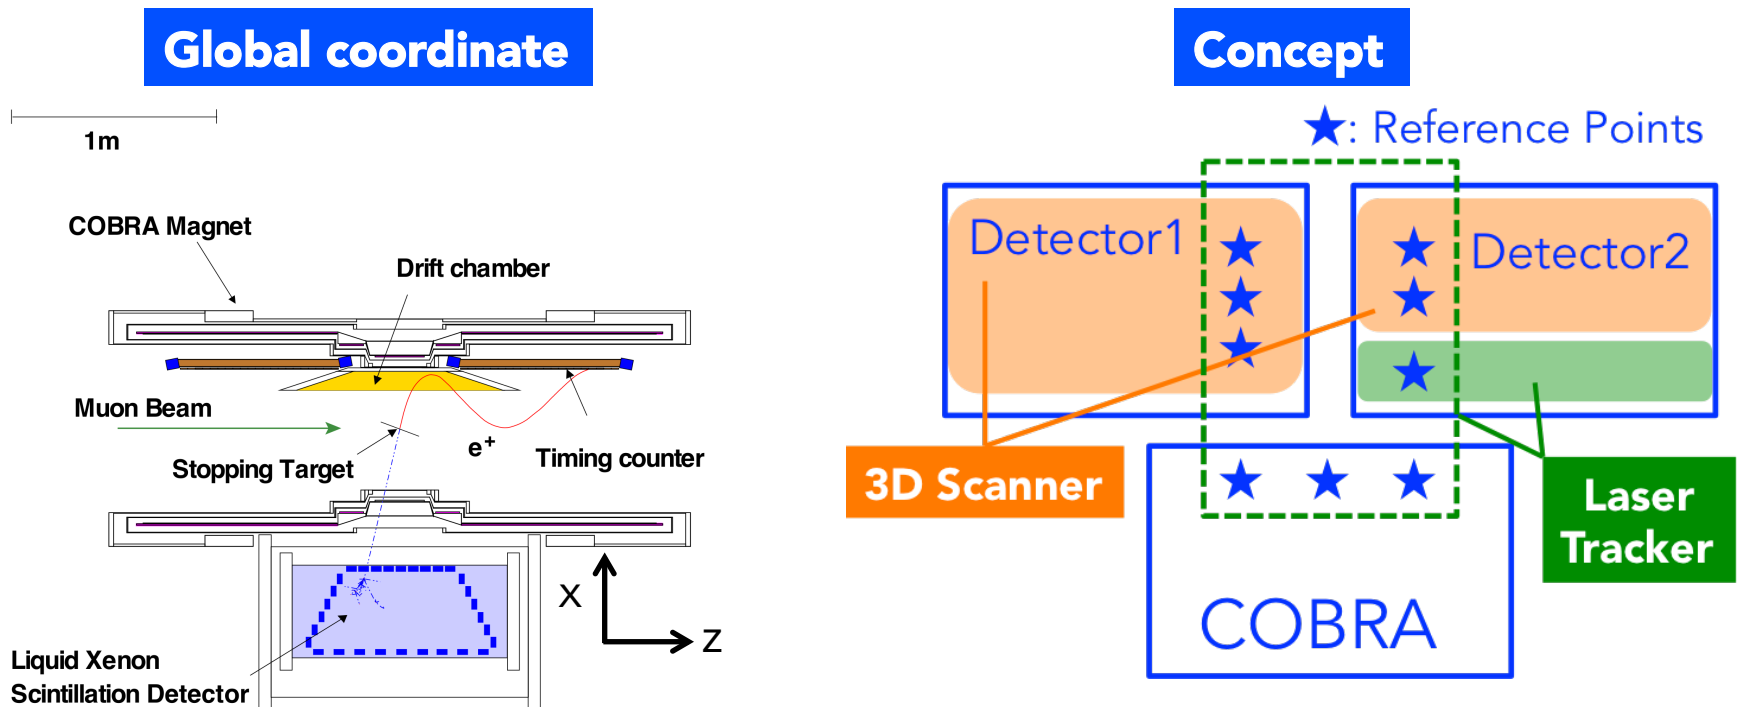 Global coordinate
1m
COBRA Magnet
Drift chamber
Muon Beam
e+
Stopping Target
Timing counter
X
Z
Liquid Xenon
Scintillation Detector
Concept
★: Reference Points
Detector1
Detector2
3D Scanner
Laser
Tracker
COBRA